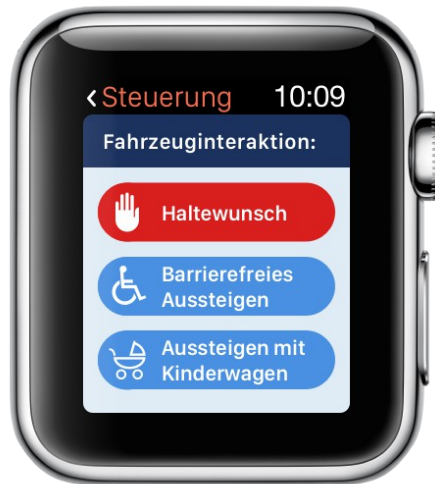 ‹Steuerung 10:09
Fahrzeuginteraktion:
Haltewunsch
Barrierefreies
Aussteigen
Aussteigen mit
Kinderwagen